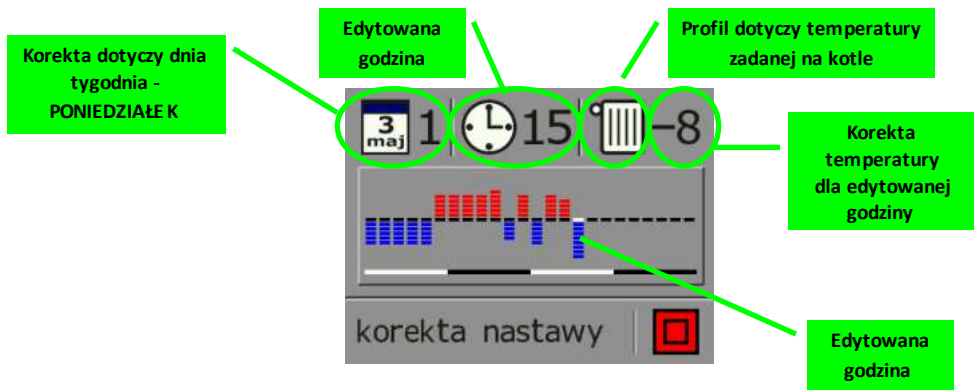 Korekta dotyczy dnia
tygodnia -
PONIEDZIAŁEK
Edytowana
godzina
Profil dotyczy temperatury
zadanej na kotle
3
maj
1
15
-8
Korekta
temperatury
dla edytowanej
godziny
korekta nastawy
Edytowana
godzina